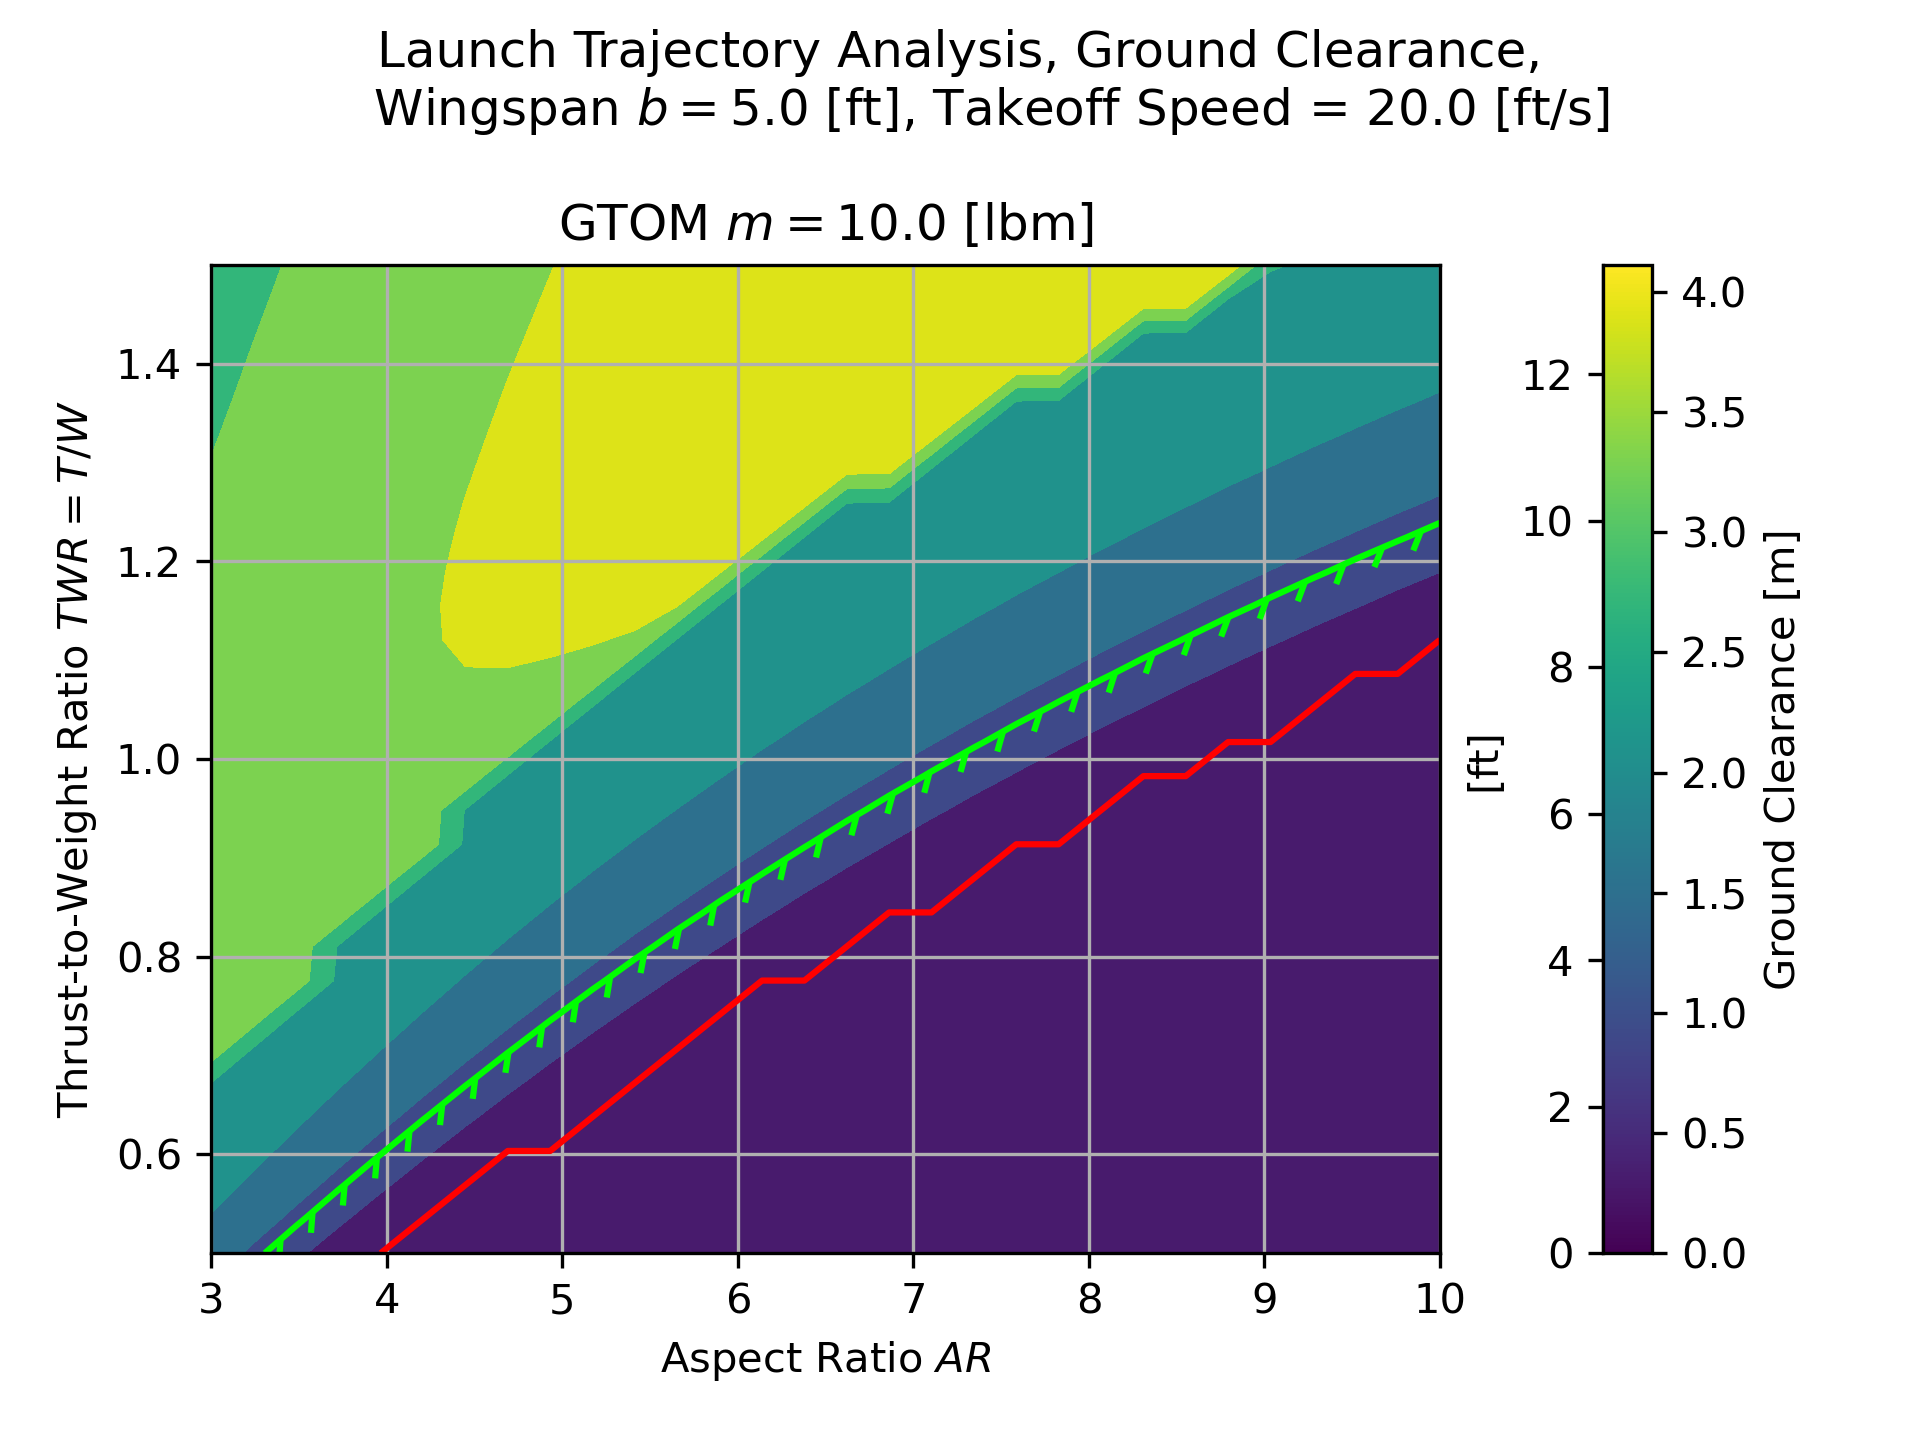 Launch Trajectory Analysis, Ground Clearance,
Wingspan b = 5.0 [ft], Takeoff Speed = 20.0 [ft/s]
GTOM m = 10.0 [lbm]
Thrust-to-Weight Ratio TWR = T/W
1.4
1.2
1.0
0.8
0.6
3 4 5 6 7 8 9 10
Aspect Ratio AR
[ft]
12
10
8
6
4
2
0
4.0
3.5
3.0
2.5
2.0
1.5
1.0
0.5
0.0
Ground Clearance [m]